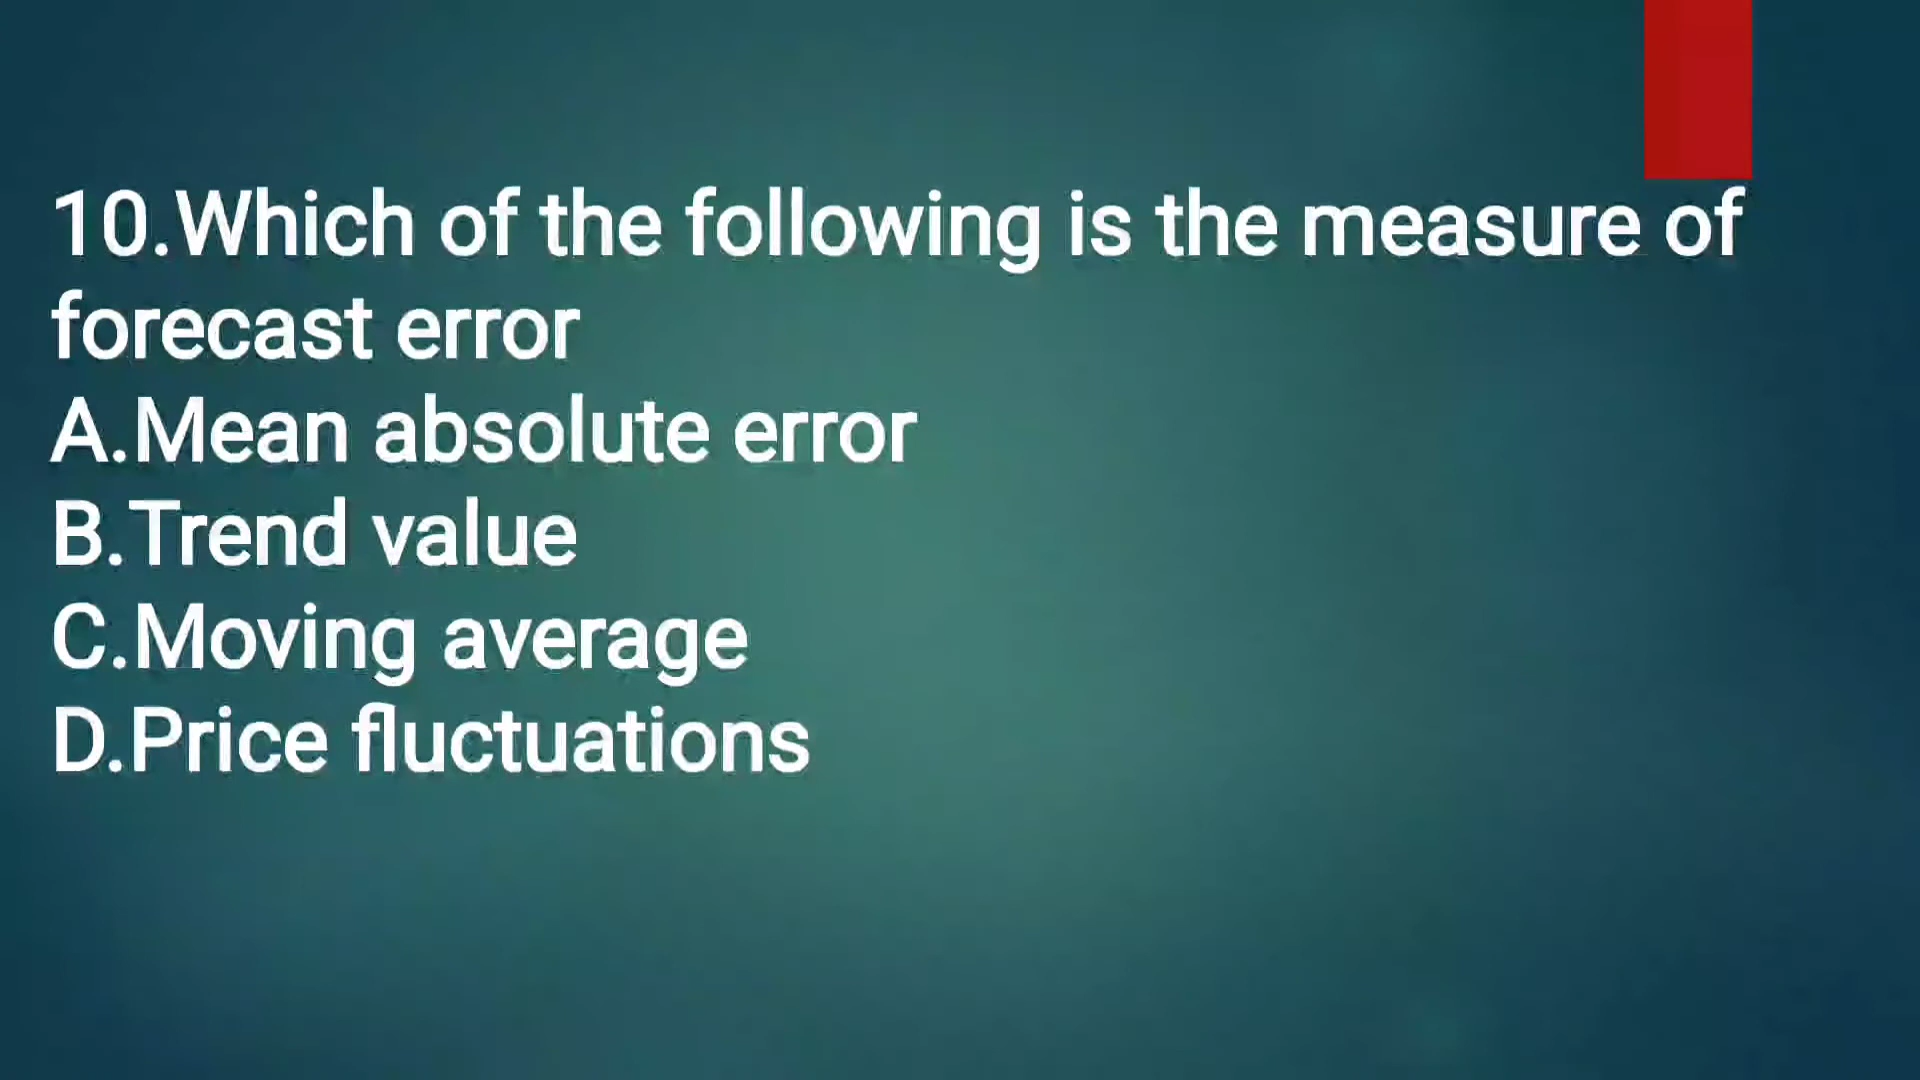 10.Which of the following is the measure of
forecast error
A.Mean absolute error
B.Trend value
C.Moving average
D.Price fluctuations